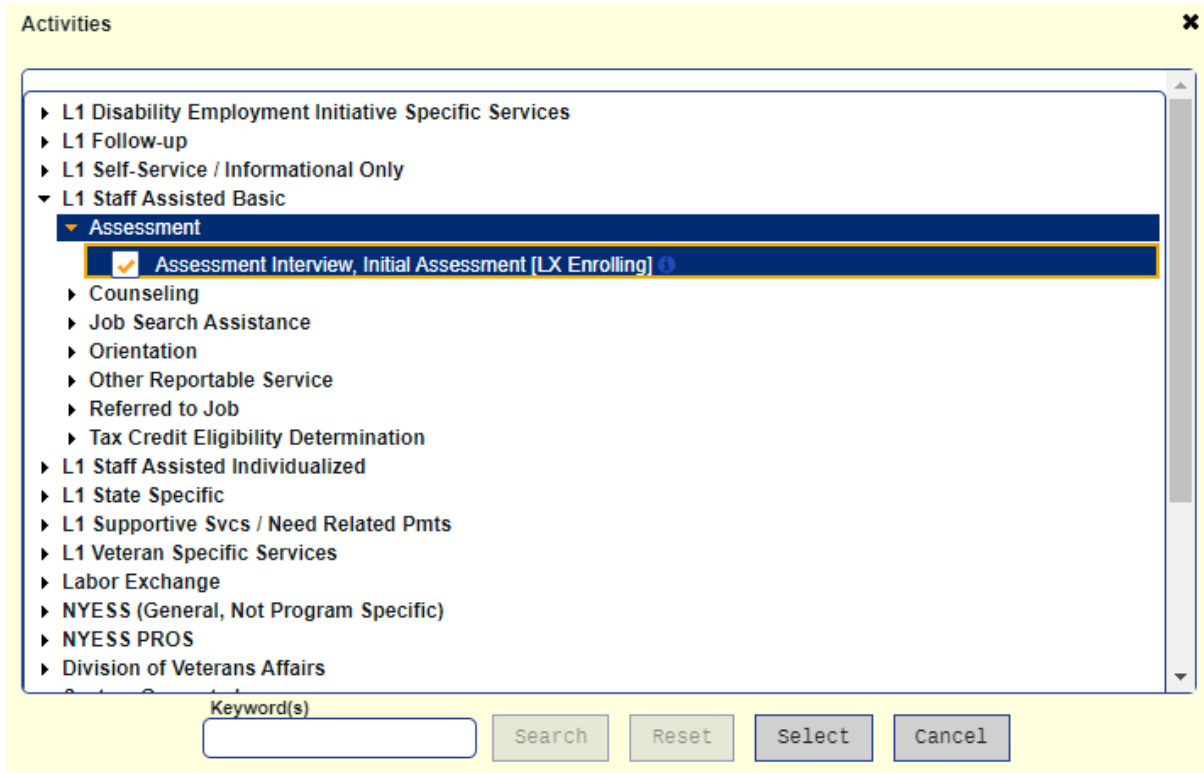 Activities
L1 Disability Employment Initiative Specific Services
L1 Follow-up
L1 Self-Service / Informational Only
L1 Staff Assisted Basic
Assessment
Assessment Interview, Initial Assessment [LX Enrolling]
Counseling
Job Search Assistance
Orientation
Other Reportable Service
Referred to Job
Tax Credit Eligibility Determination
L1 Staff Assisted Individualized
L1 State Specific
L1 Supportive Svcs / Need Related Pmts
L1 Veteran Specific Services
Labor Exchange
NYESS (General, Not Program Specific)
NYESS PROS
Division of Veterans Affairs
Keyword(s)
Search Reset Select Cancel